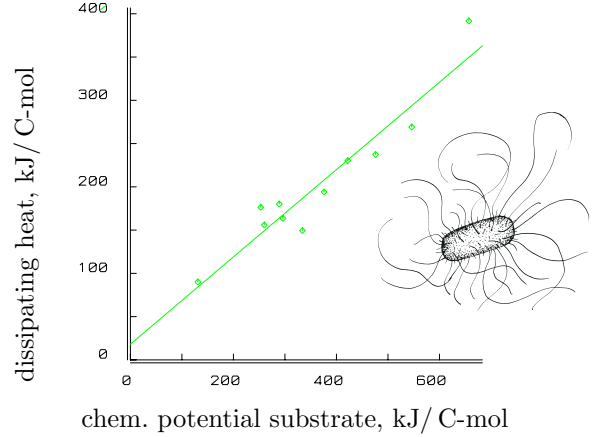 400
300
200
100
0
dissipating heat, kJ/ C-mol
0 200 400 600
chem. potential substrate, kJ/ C-mol